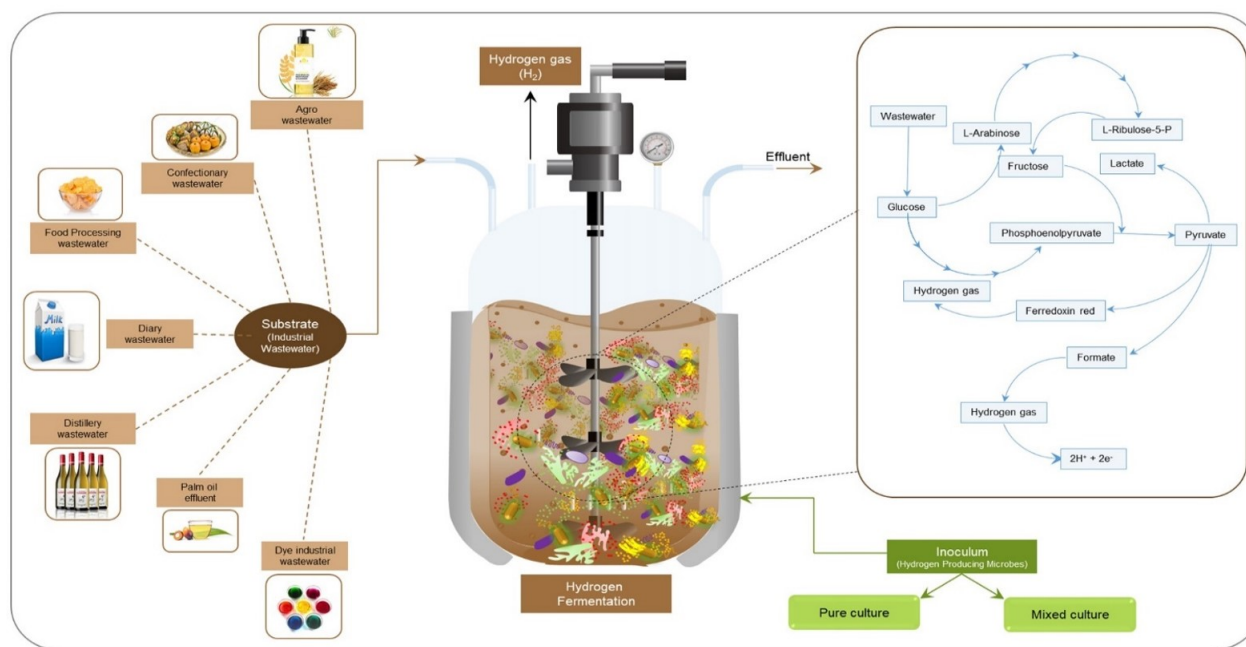 Agro
wastewater
Confectionary
wastewater
Food Processing
wastewater
Milk
Diary
wastewater
Distillery
wastewater
Palm oil
effluent
Dye industrial
wastewater
Substrate
(Industrial
Wastewater)
Hydrogen gas
(H₂)
Effluent
Hydrogen
Fermentation
Wastewater
L-Arabinose
L-Ribulose-5-P
Fructose
Lactate
Glucose
Phosphoenolpyruvate
Pyruvate
Hydrogen gas
Ferredoxin red
Formate
Hydrogen gas
2H⁺ + 2e⁻
Inoculum
(Hydrogen Producing Microbes)
Pure culture
Mixed culture